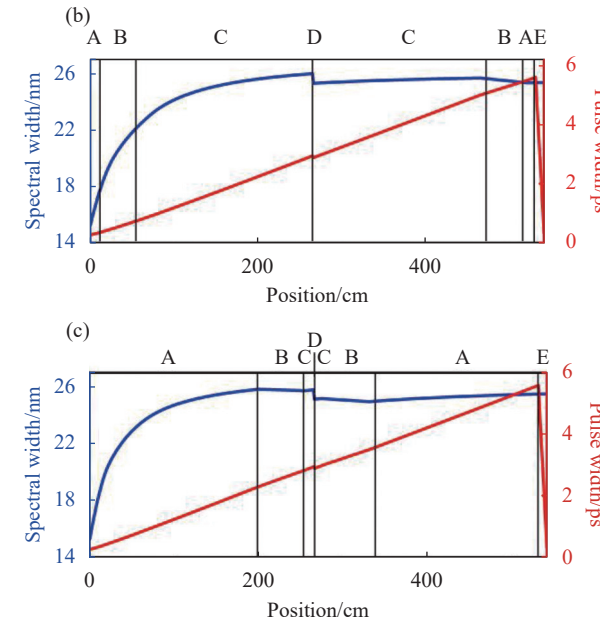 (b)
A B C D C B A E
26
22
18
14
Spectral width/nm
6
4
2
0
Pulse width/ps
0 200 400
Position/cm
(c)
D
A B C C B A E
26
22
18
14
Spectral width/nm
6
4
2
0
Pulse Width/ps
0 200 400
Position/cm